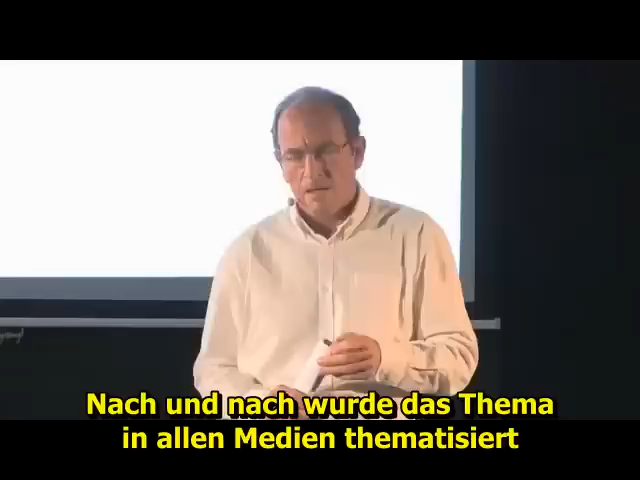 Nach und nach wurde das Thema
in allen Medien thematisiert